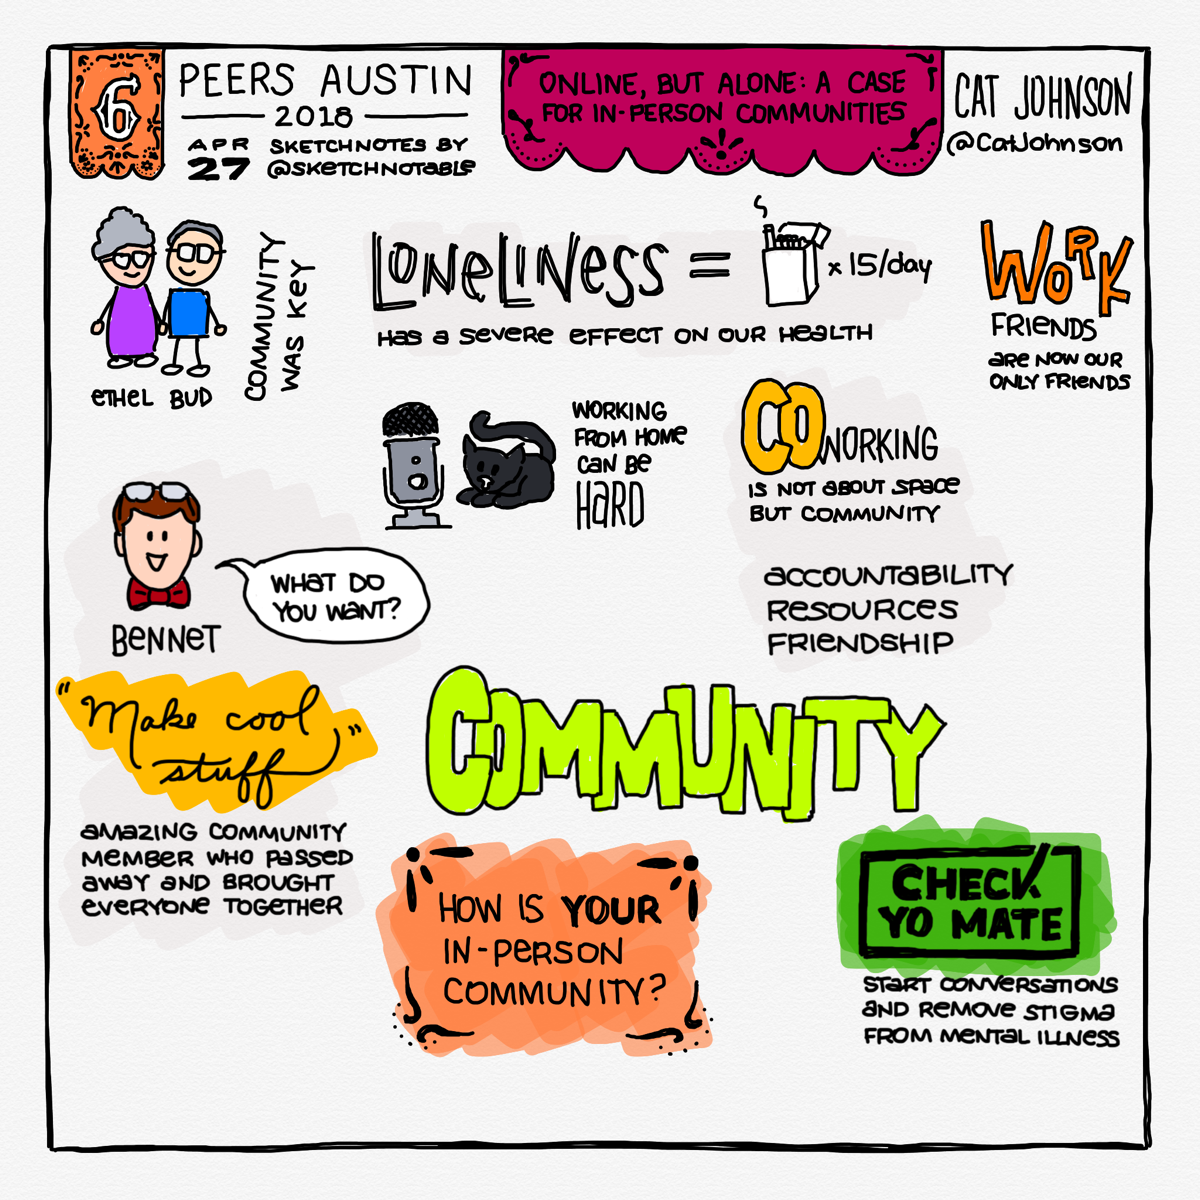 6
PEERS AUSTIN
2018
APR
27
SKETCHNOTES BY
@SKETCHNOTABLE
ONLINE, BUT ALONE: A CASE
FOR IN-PERSON COMMUNITIES
CAT JOHNSON
@CatJohnson
ETHEL BUD
COMMUNITY
WAS KEY
LONELINESS = x 15/day
HAS A SEVERE EFFECT ON OUR HEALTH
WORK
FRIENDS
ARE NOW OUR
ONLY FRIENDS
WORKING
FROM HOME
CAN BE
HARD
COWORKING
IS NOT ABOUT SPACE
BUT COMMUNITY
ACCOUNTABILITY
RESOURCES
FRIENDSHIP
BENNET
WHAT DO
YOU WANT?
"Make cool
stuff"
AMAZING COMMUNITY
MEMBER WHO PASSED
AWAY AND BROUGHT
EVERYONE TOGETHER
COMMUNITY
HOW IS YOUR
IN-PERSON
COMMUNITY?
CHECK
YO MATE
START CONVERSATIONS
AND REMOVE STIGMA
FROM MENTAL ILLNESS